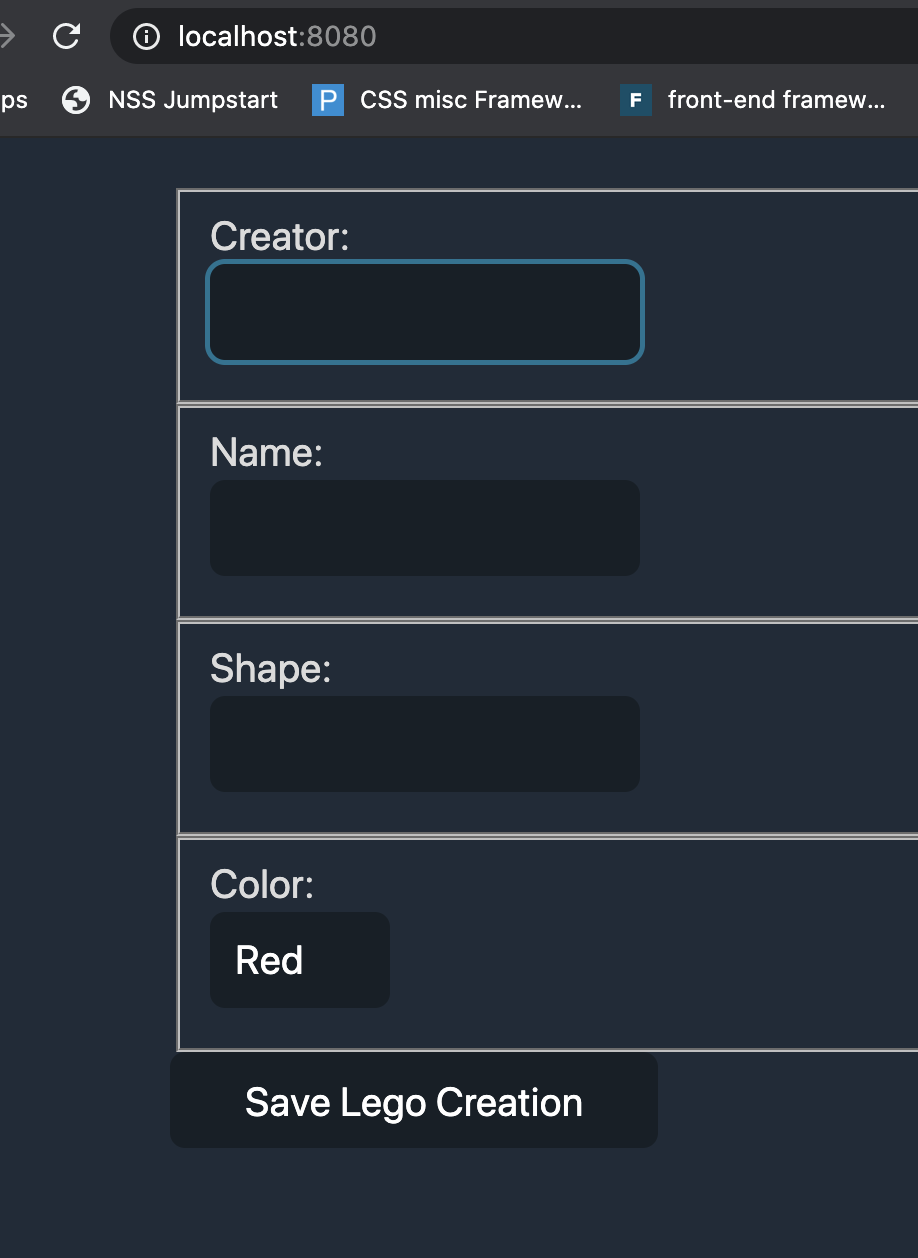 localhost:8080
ps NSS Jumpstart P CSS misc Framew... F front-end framew...
Creator:
Name:
Shape:
Color:
Red
Save Lego Creation